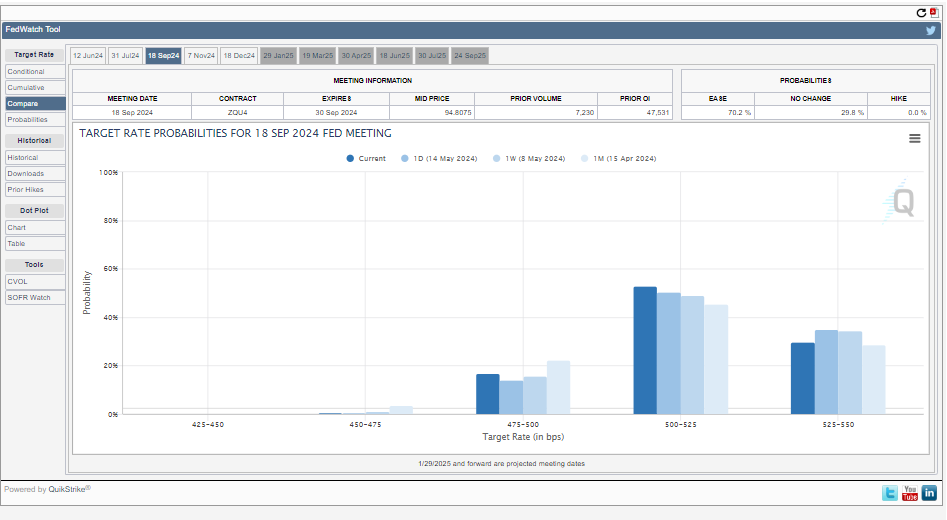 FedWatch Tool
Target Rate
Conditional
Cumulative
Compare
Probabilities
Historical
Historical
Downloads
Prior Hikes
Dot Plot
Chart
Table
Tools
CVOL
SOFR Watch
12 Jun24 31 Jul24 18 Sep24 7 Nov24 18 Dec24 29 Jan25 19 Mar25 30 Apr25 18 Jun25 30 Jul25 24 Sep25
MEETING INFORMATION
MEETING DATE CONTRACT EXPIRES MID PRICE PRIOR VOLUME PRIOR OI
18 Sep 2024 ZQU4 30 Sep 2024 94.8075 7,230 47,531
PROBABILITIES
EASE NO CHANGE HIKE
70.2 % 29.8 % 0.0 %
TARGET RATE PROBABILITIES FOR 18 SEP 2024 FED MEETING
Current 1D (14 May 2024) 1W (8 May 2024) 1M (15 Apr 2024)
Q
Probability
100%
80%
60%
40%
20%
0%
425-450 450-475 475-500 500-525 525-550
Target Rate (in bps)
1/29/2025 and forward are projected meeting dates
Powered by QuikStrike®
You
Tube
in